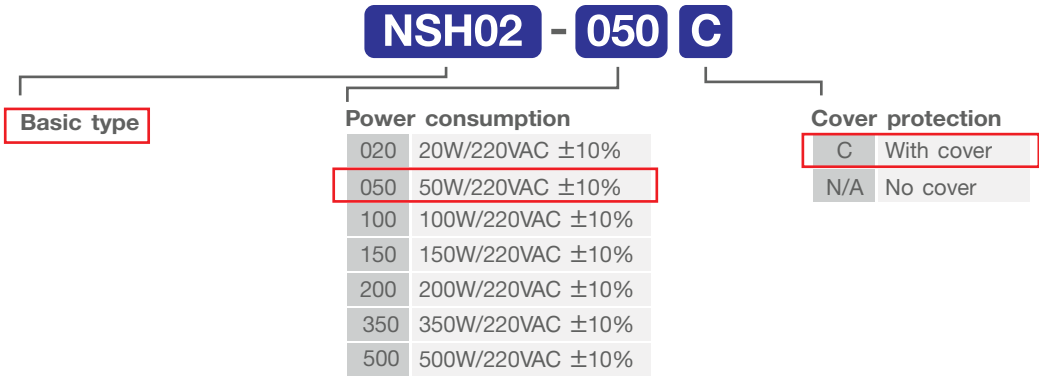 NSH02 - 050 C
Basic type
Power consumption
020 20W/220VAC ±10%
050 50W/220VAC ±10%
100 100W/220VAC ±10%
150 150W/220VAC ±10%
200 200W/220VAC ±10%
350 350W/220VAC ±10%
500 500W/220VAC ±10%
Cover protection
C With cover
N/A No cover